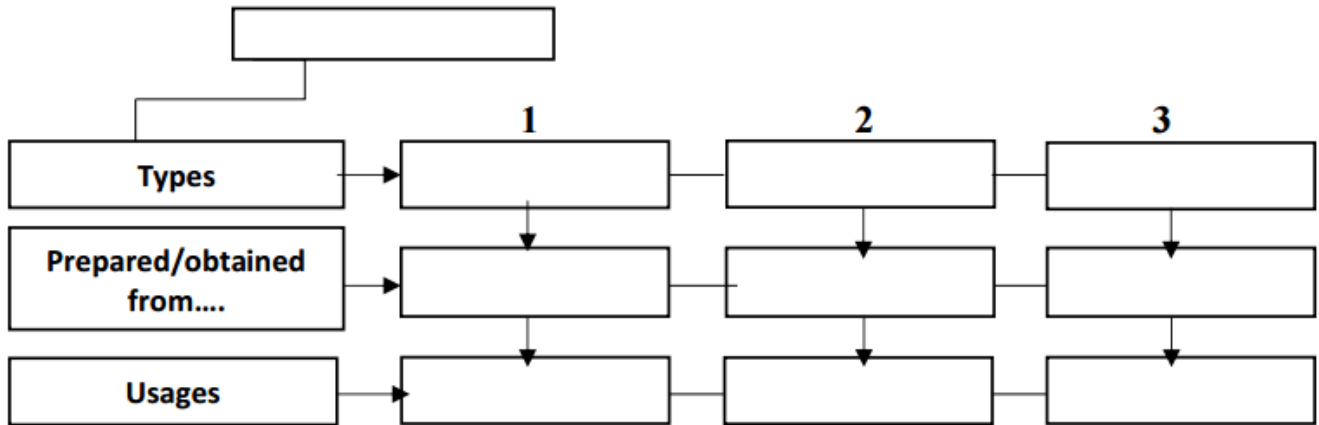 1 2 3
Types
Prepared/obtained
from....
Usages